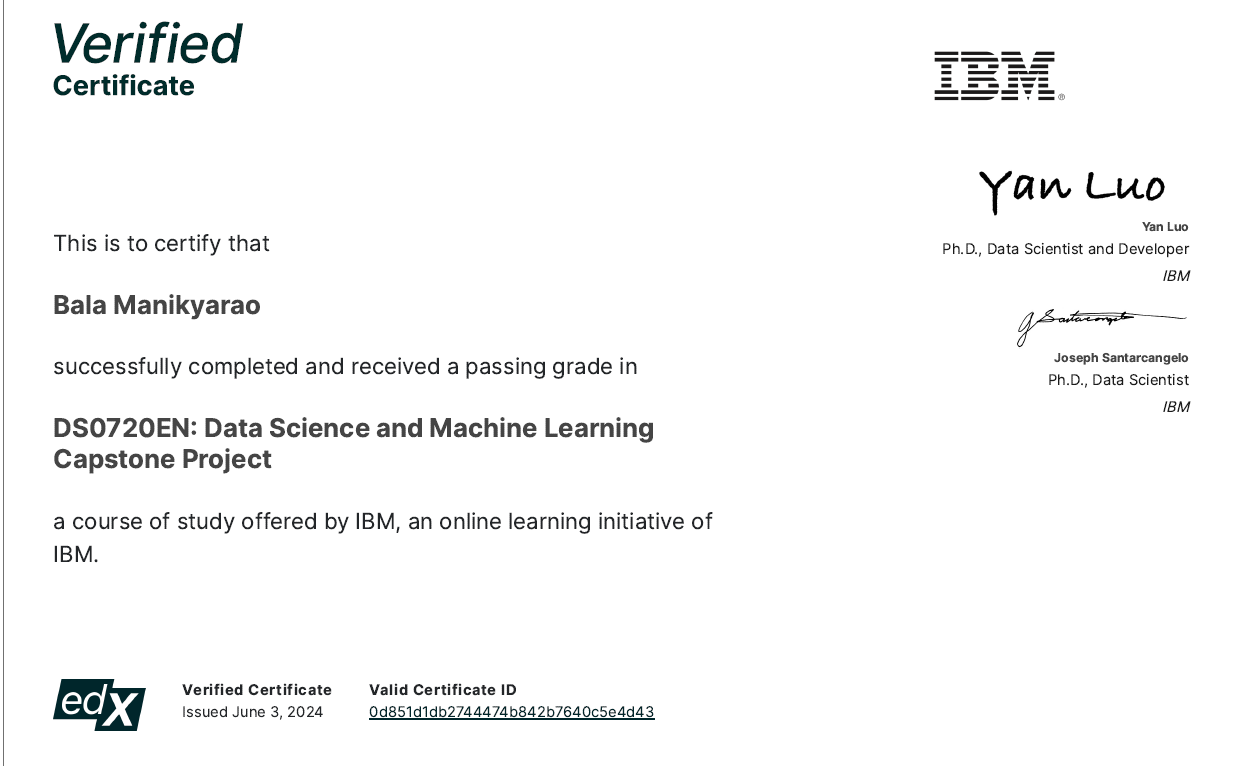 Verified
Certificate
IBM
®
Yan Luo
Yan Luo
Ph.D., Data Scientist and Developer
IBM
J Santarcangelo
Joseph Santarcangelo
Ph.D., Data Scientist
IBM
This is to certify that
Bala Manikyarao
successfully completed and received a passing grade in
DS0720EN: Data Science and Machine Learning
Capstone Project
a course of study offered by IBM, an online learning initiative of
IBM.
edX
Verified Certificate
Issued June 3, 2024
Valid Certificate ID
0d851d1db2744474b842b7640c5e4d43